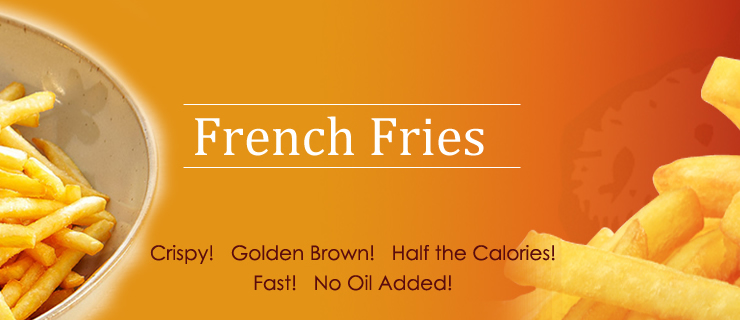 French Fries
Crispy! Golden Brown! Half the Calories!
Fast! No Oil Added!